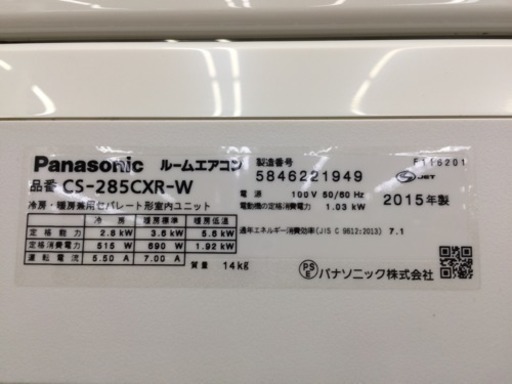 Panasonic ルームエアコン
品番 CS-285CXR-W
冷房・暖房兼用セパレート形室内ユニット
冷房 暖房標準 暖房低温
定格能力 2.8 kW 3.6 kW 5.6 kW
定格消費電力 515 W 690 W 1.92 kW
運転電流 5.50 A 7.00 A
質量 14kg
製造番号
5846221949
電源 100V 50/60 Hz
電動機の定格消費電力 1.03 kW
通年エネルギー消費効率(JIS C 9612:2013) 7.1
F116201
JET
2015年製
PS
E
パナソニック株式会社